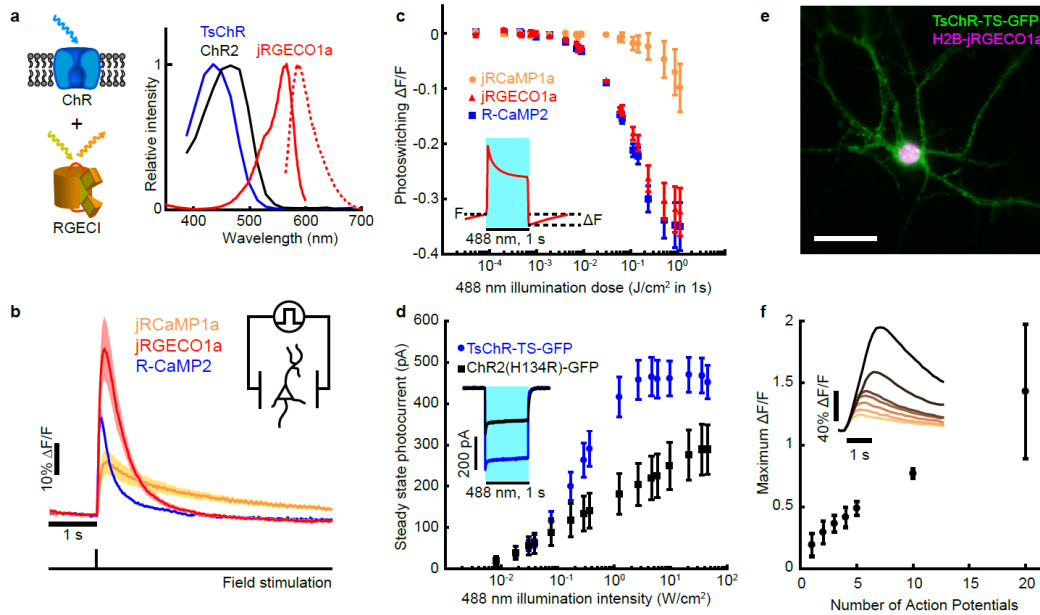 a
ChR
+
RGECI
Relative intensity
1
0
TsChR
ChR2
jRGECO1a
400 500 600 700
Wavelength (nm)
b
jRCaMP1a
jRGECO1a
R-CaMP2
10% ΔF/F
1 s
Field stimulation
c
Photoswitching ΔF/F
0
-0.1
-0.2
-0.3
-0.4
jRCaMP1a
jRGECO1a
R-CaMP2
F
ΔF
488 nm, 1 s
10⁻⁴ 10⁻³ 10⁻² 10⁻¹ 10⁰
488 nm illumination dose (J/cm² in 1s)
d
Steady state photocurrent (pA)
600
500
400
300
200
100
0
TsChR-TS-GFP
ChR2(H134R)-GFP
200 pA
488 nm, 1 s
10⁻² 10⁻¹ 10⁰ 10¹ 10²
488 nm illumination intensity (W/cm²)
e
TsChR-TS-GFP
H2B-jRGECO1a
f
Maximum ΔF/F
2
1.5
1
0.5
0
40% ΔF/F
1 s
0 5 10 15 20
Number of Action Potentials